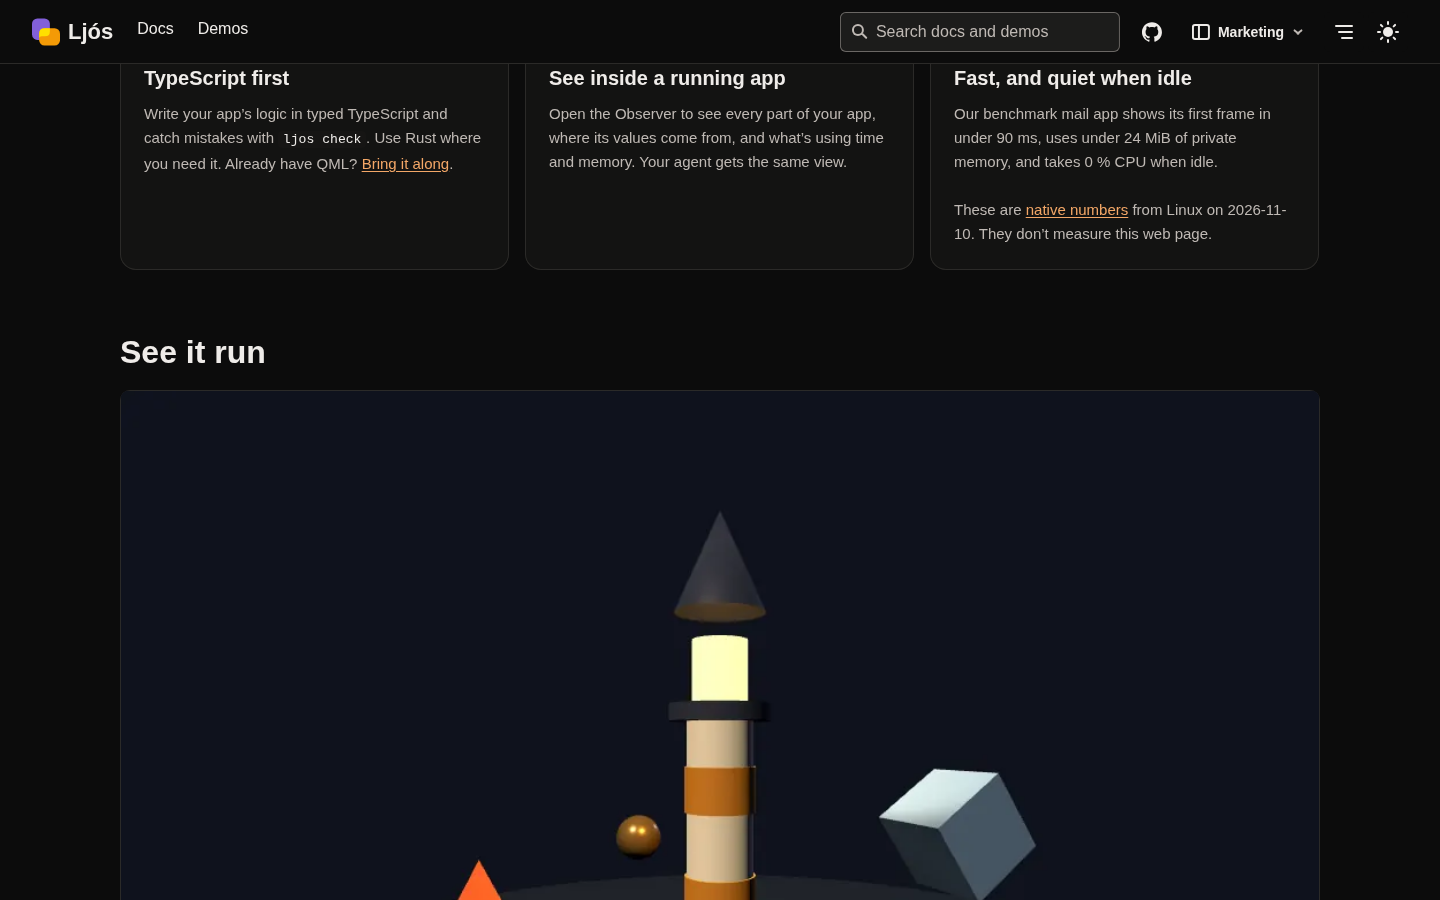 Ljós
Docs
Demos
Search docs and demos
Marketing
TypeScript first
Write your app’s logic in typed TypeScript and
catch mistakes with ljos check. Use Rust where
you need it. Already have QML? Bring it along.
See inside a running app
Open the Observer to see every part of your app,
where its values come from, and what’s using time
and memory. Your agent gets the same view.
Fast, and quiet when idle
Our benchmark mail app shows its first frame in
under 90 ms, uses under 24 MiB of private
memory, and takes 0 % CPU when idle.
These are native numbers from Linux on 2026-11-
10. They don’t measure this web page.
See it run